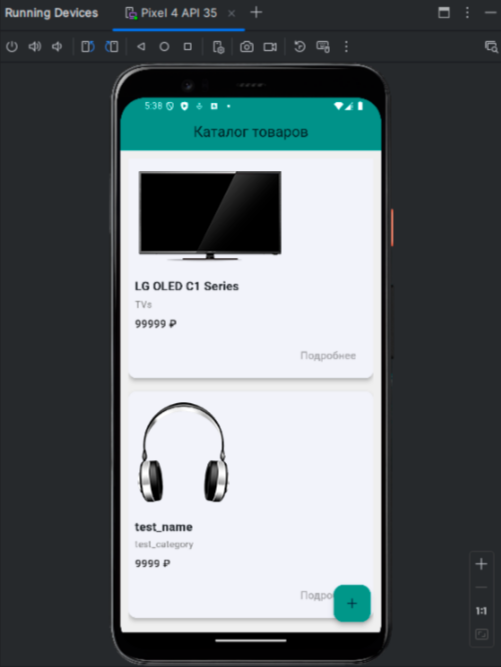 Running Devices
Pixel 4 API 35
5:38
Каталог товаров
LG OLED C1 Series
TVs
99999 ₽
Подробнее
test_name
test_category
9999 ₽
Подро
1:1